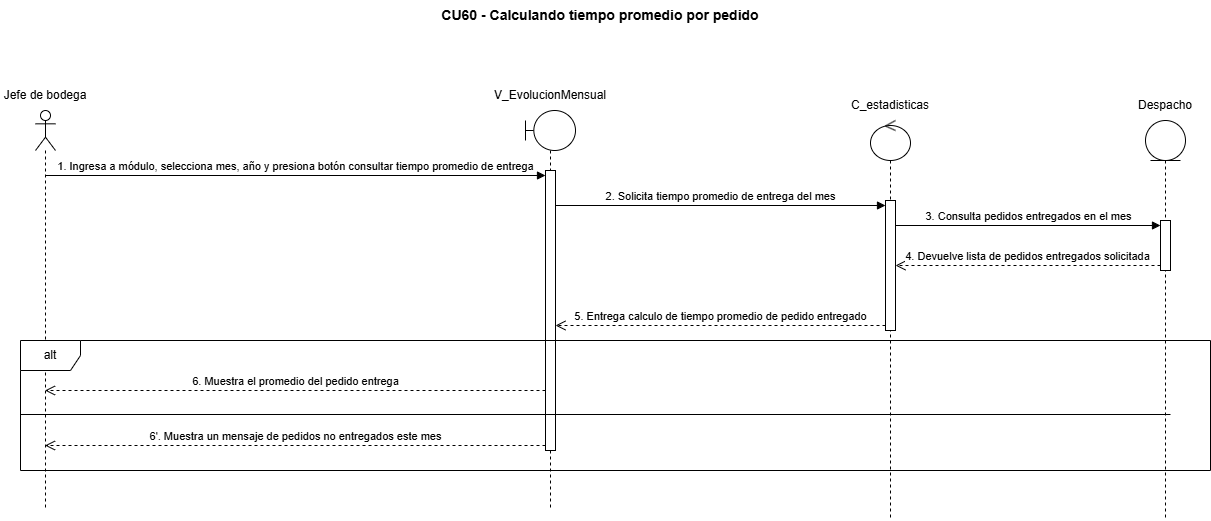 CU60 - Calculando tiempo promedio por pedido
Jefe de bodega
V_EvolucionMensual
C_estadisticas
Despacho
1. Ingresa a módulo, selecciona mes, año y presiona botón consultar tiempo promedio de entrega
2. Solicita tiempo promedio de entrega del mes
3. Consulta pedidos entregados en el mes
4. Devuelve lista de pedidos entregados solicitada
5. Entrega calculo de tiempo promedio de pedido entregado
alt
6. Muestra el promedio del pedido entrega
6'. Muestra un mensaje de pedidos no entregados este mes